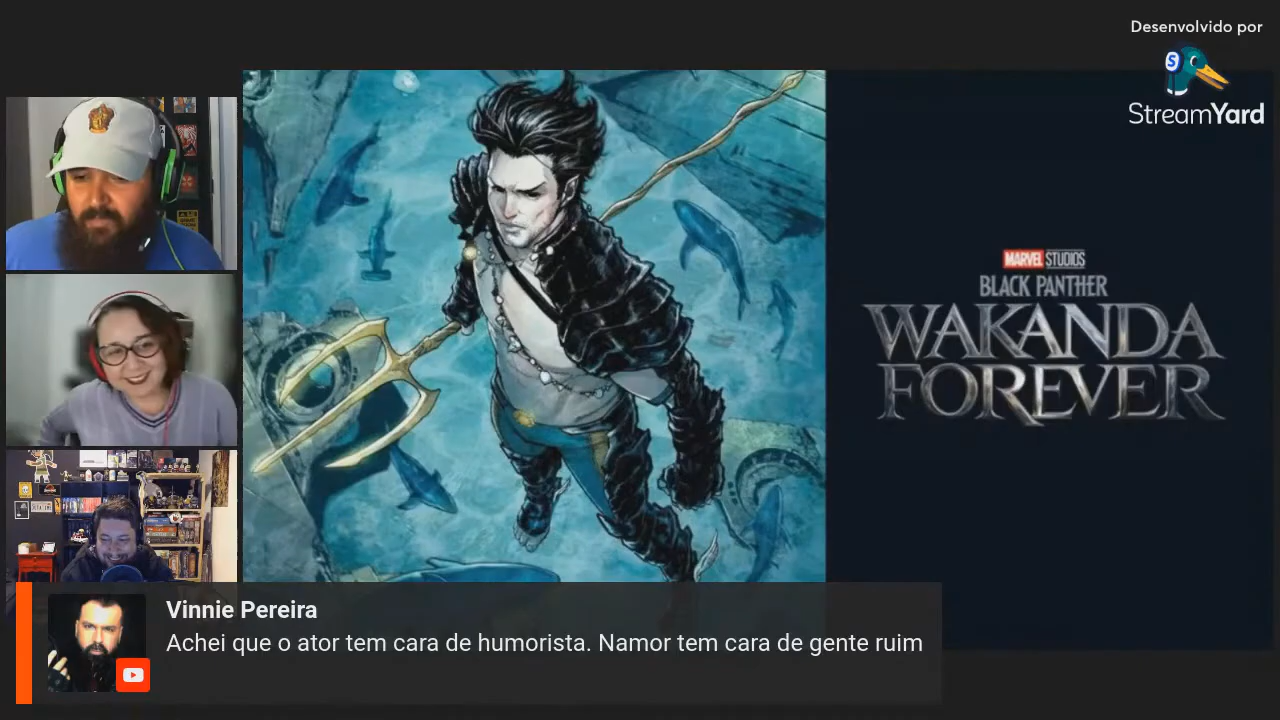 Desenvolvido por
StreamYard
MARVEL STUDIOS
BLACK PANTHER
WAKANDA
FOREVER
Vinnie Pereira
Achei que o ator tem cara de humorista. Namor tem cara de gente ruim